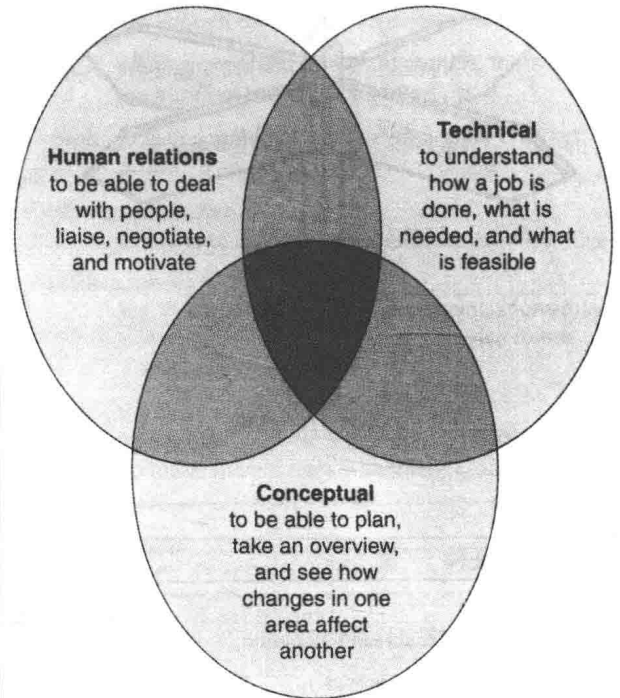 Human relations
to be able to deal
with people,
liaise, negotiate,
and motivate
Technical
to understand
how a job is
done, what is
needed, and what
is feasible
Conceptual
to be able to plan,
take an overview,
and see how
changes in one
area affect
another